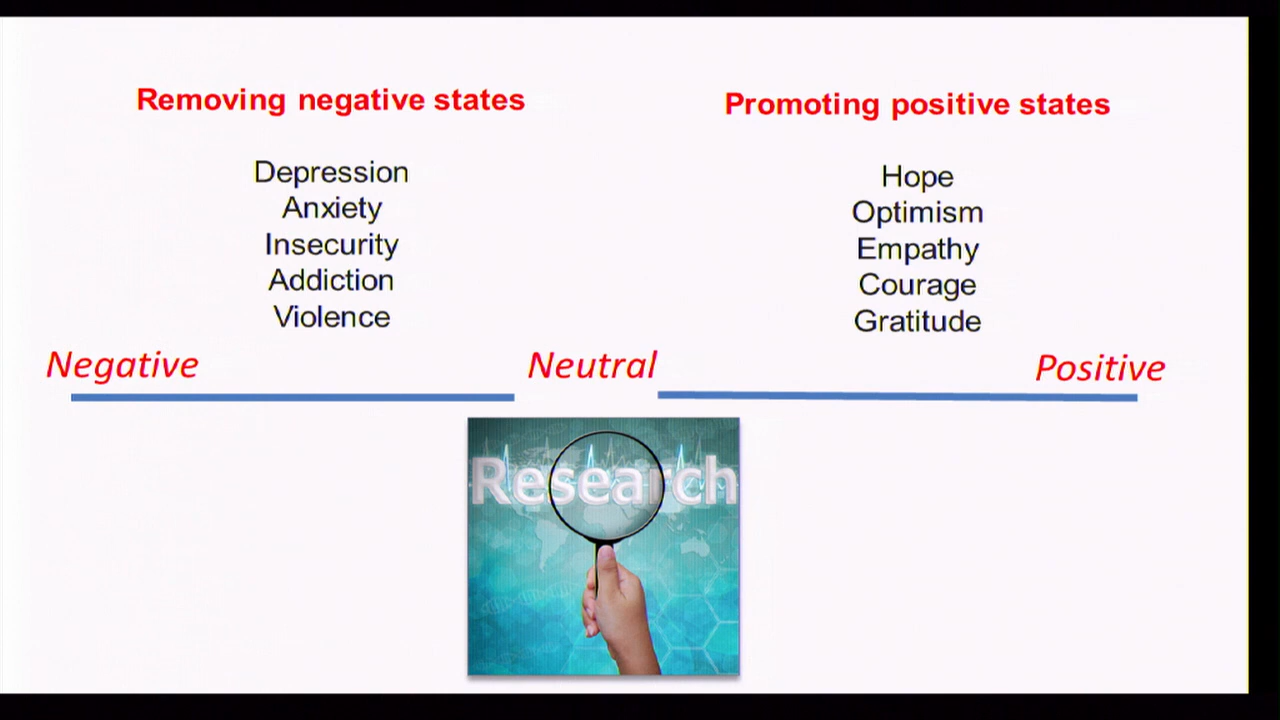 Removing negative states
Depression
Anxiety
Insecurity
Addiction
Violence
Promoting positive states
Hope
Optimism
Empathy
Courage
Gratitude
Negative
Neutral
Positive
Research